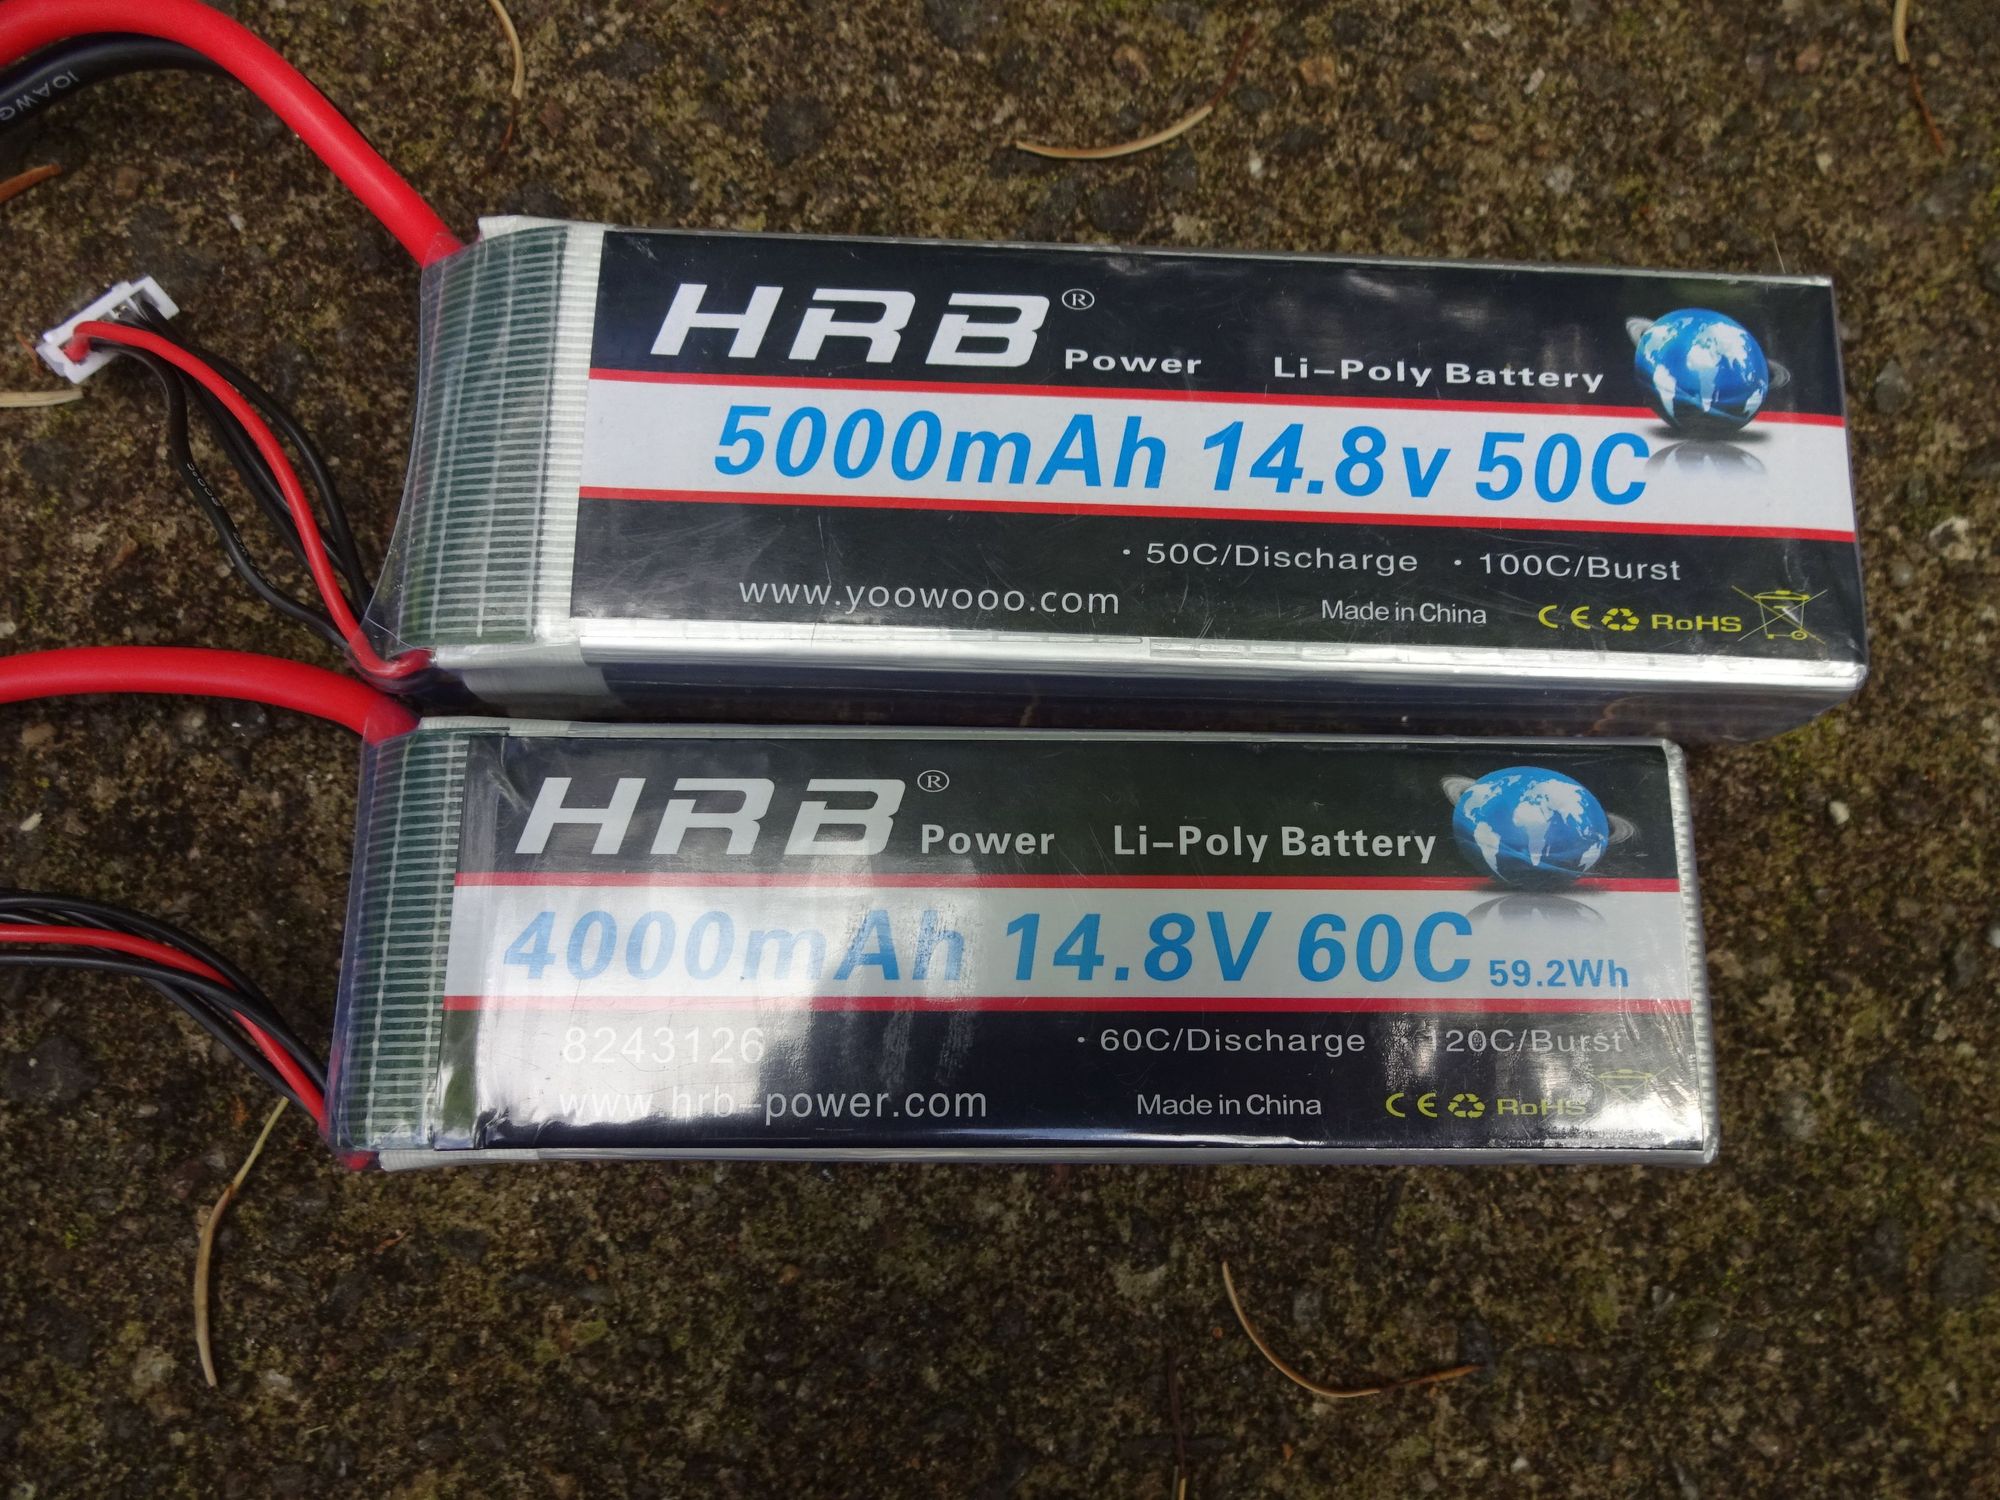 10AWG
HRB® Power Li-Poly Battery
5000mAh 14.8v 50C
• 50C/Discharge • 100C/Burst
www.yoowooo.com
Made in China CE RoHS
HRB® Power Li-Poly Battery
4000mAh 14.8V 60C 59.2Wh
8243126
• 60C/Discharge 120C/Burst
www.hrb-power.com
Made in China CE RoHS